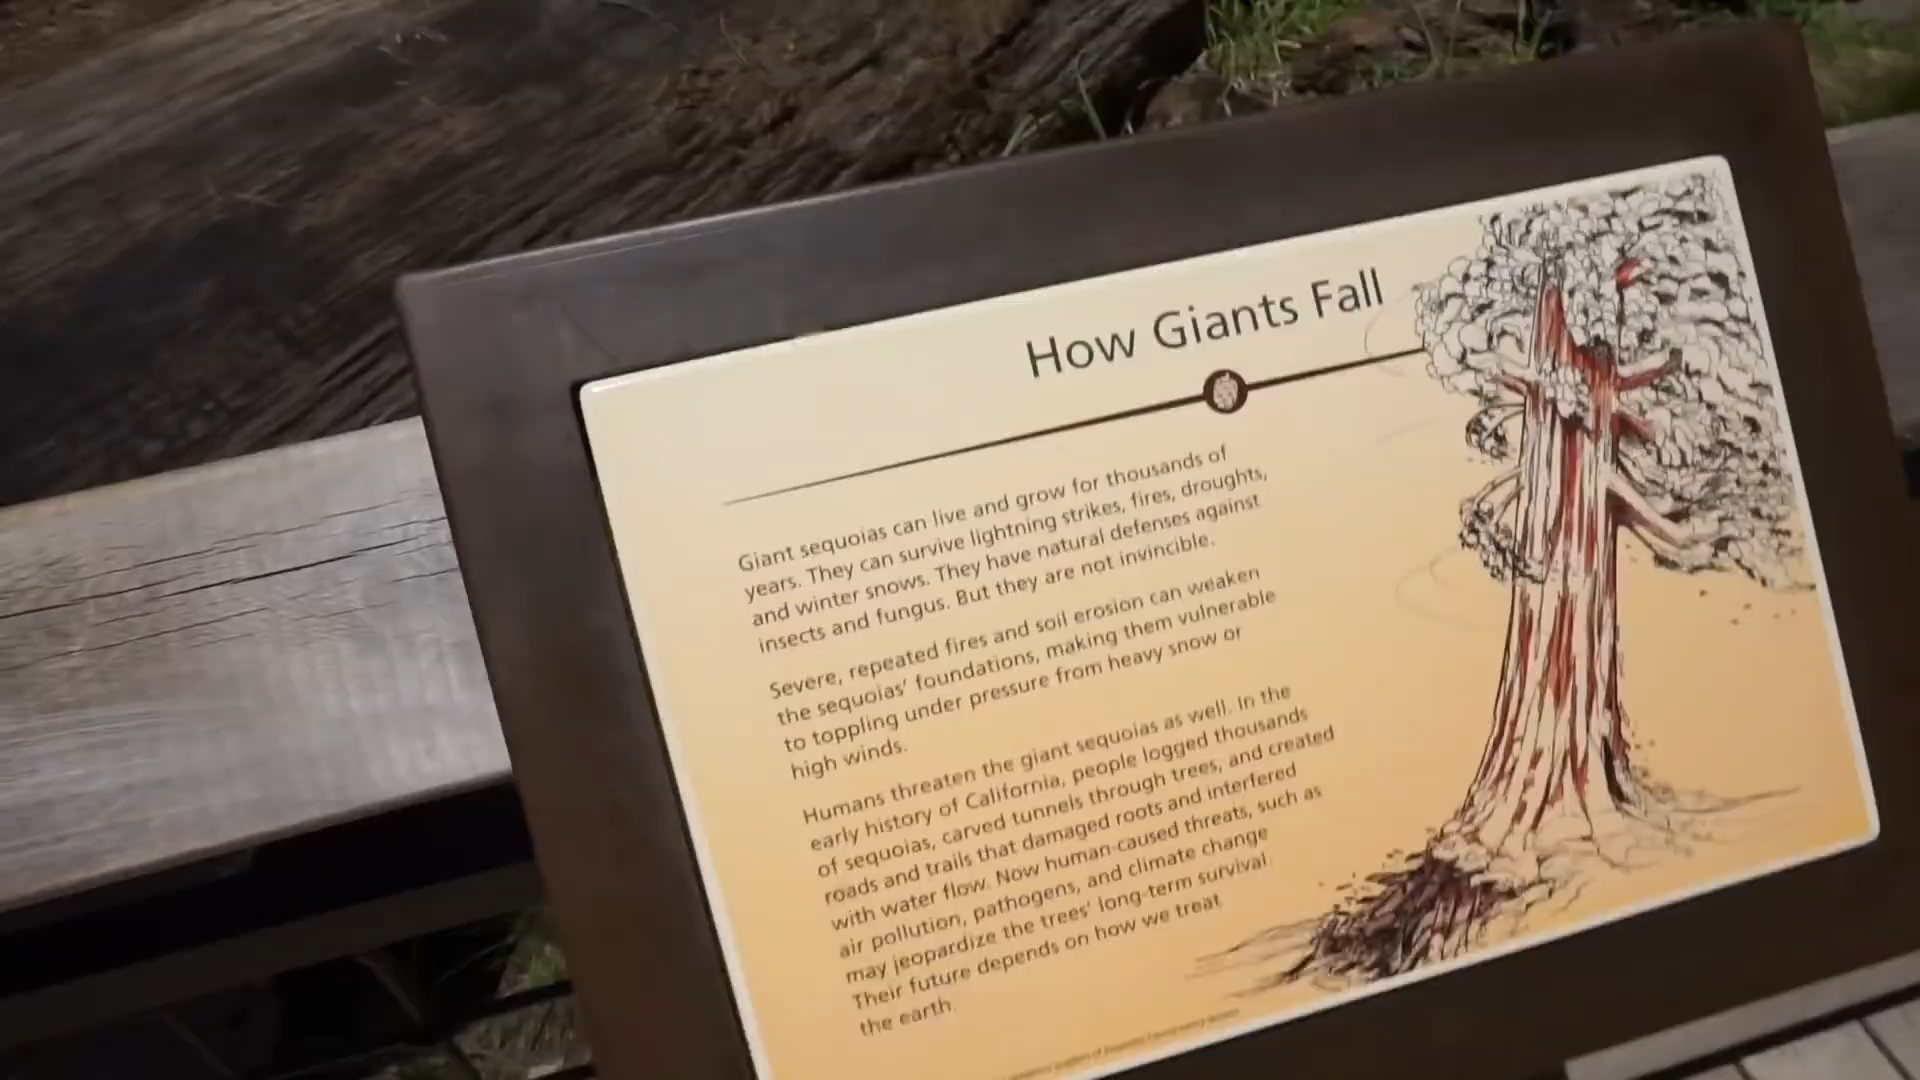 How Giants Fall
Giant sequoias can live and grow for thousands of
years. They can survive lightning strikes, fires, droughts,
and winter snows. They have natural defenses against
insects and fungus. But they are not invincible.
Severe, repeated fires and soil erosion can weaken
the sequoias' foundations, making them vulnerable
to toppling under pressure from heavy snow or
high winds.
Humans threaten the giant sequoias as well. In the
early history of California, people logged thousands
of sequoias, carved tunnels through trees, and created
roads and trails that damaged roots and interfered
with water flow. Now human-caused threats, such as
air pollution, pathogens, and climate change
may jeopardize the trees' long-term survival.
Their future depends on how we treat
the earth.